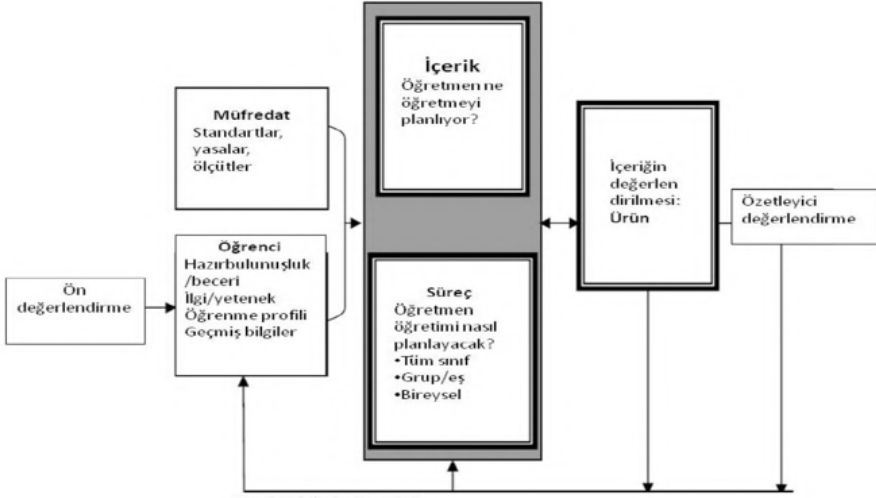 Ön
değerlendirme
Müfredat
Standartlar,
yasalar,
ölçütler
Öğrenci
Hazırbulunuşluk
/beceri
İlgi/yetenek
Öğrenme profili
Geçmiş bilgiler
İçerik
Öğretmen ne
öğretmeyi
planlıyor?
Süreç
Öğretmen
öğretimi nasıl
planlayacak?
•Tüm sınıf
•Grup/eş
•Bireysel
İçeriğin
değerlen
dirilmesi:
Ürün
Özetleyici
değerlendirme